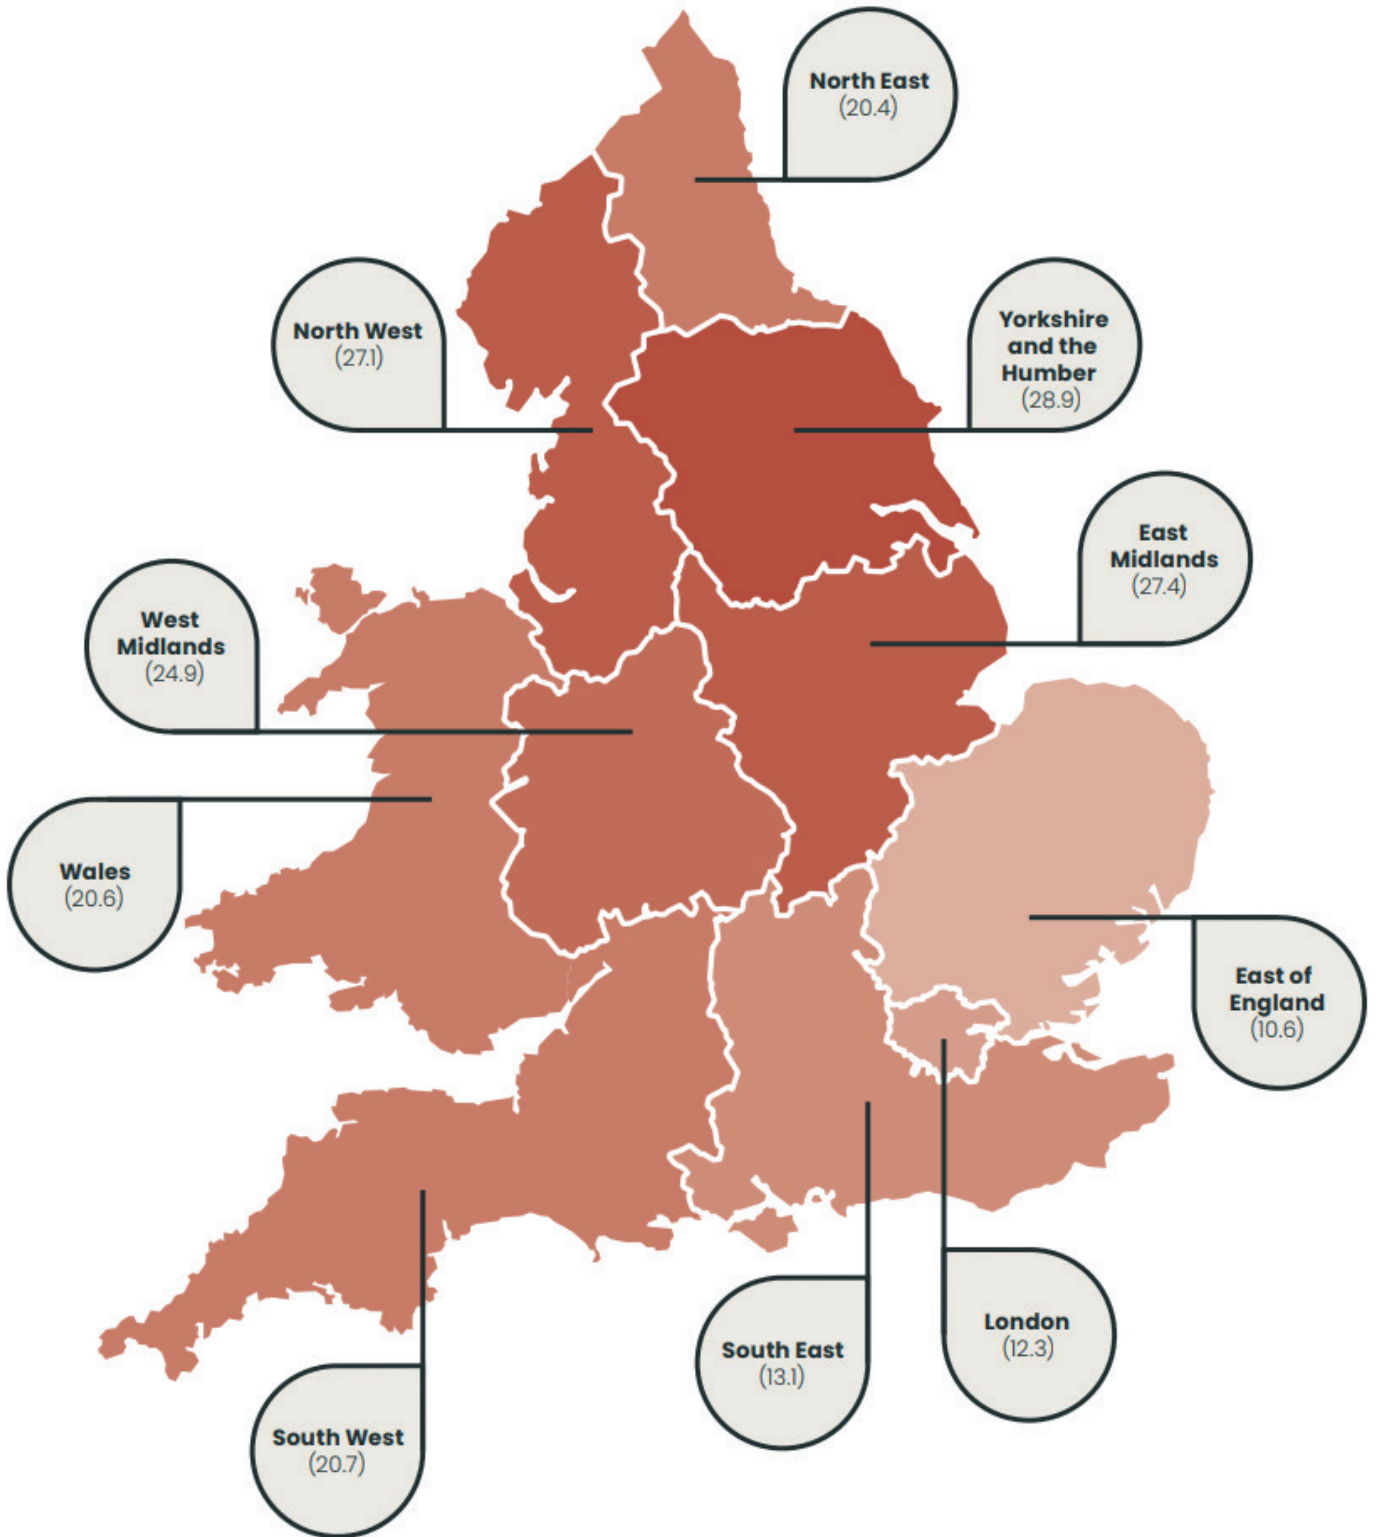 North East
(20.4)
North West
(27.1)
Yorkshire
and the
Humber
(28.9)
East
Midlands
(27.4)
West
Midlands
(24.9)
Wales
(20.6)
East of
England
(10.6)
London
(12.3)
South East
(13.1)
South West
(20.7)